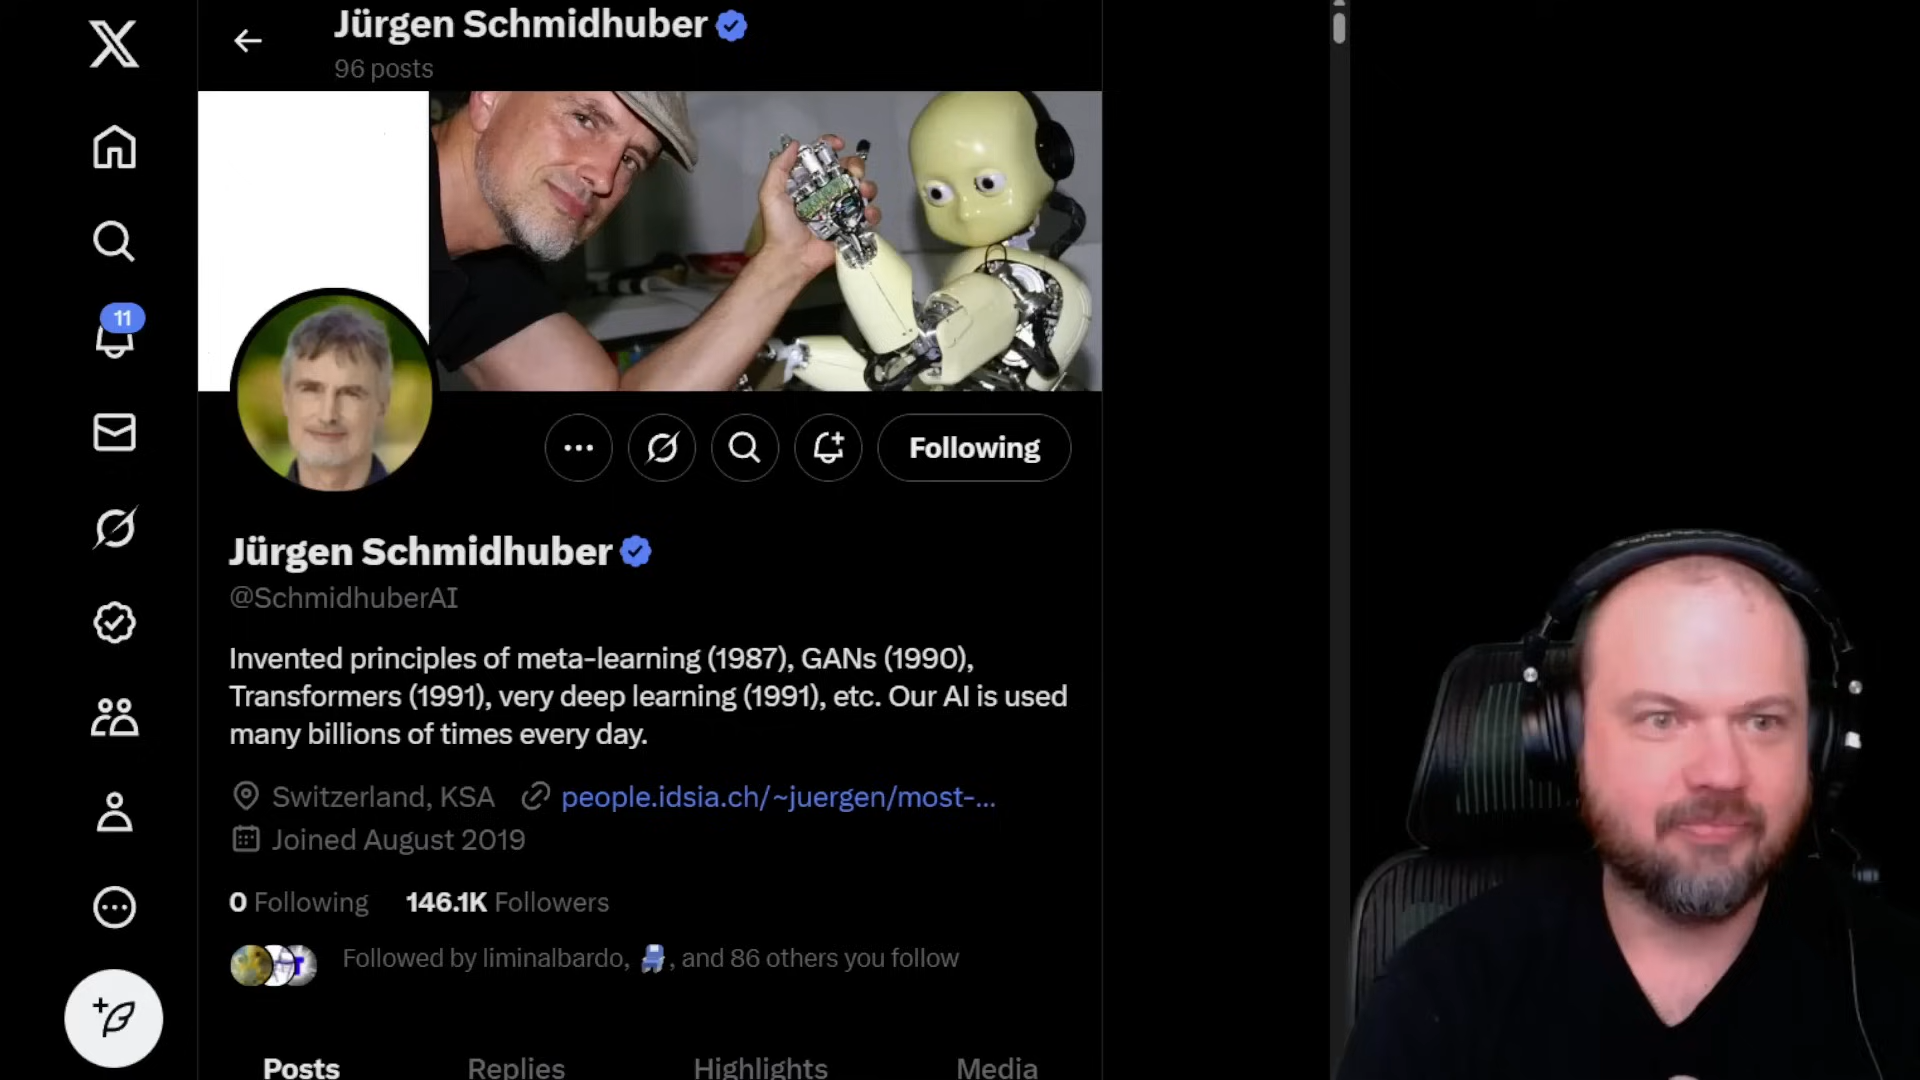 Jürgen Schmidhuber
96 posts
11
Following
Jürgen Schmidhuber
@SchmidhuberAI
Invented principles of meta-learning (1987), GANs (1990),
Transformers (1991), very deep learning (1991), etc. Our AI is used
many billions of times every day.
Switzerland, KSA people.idsia.ch/~juergen/most-...
Joined August 2019
0 Following 146.1K Followers
Followed by liminalbardo, 💺, and 86 others you follow
Posts Replies Highlights Media